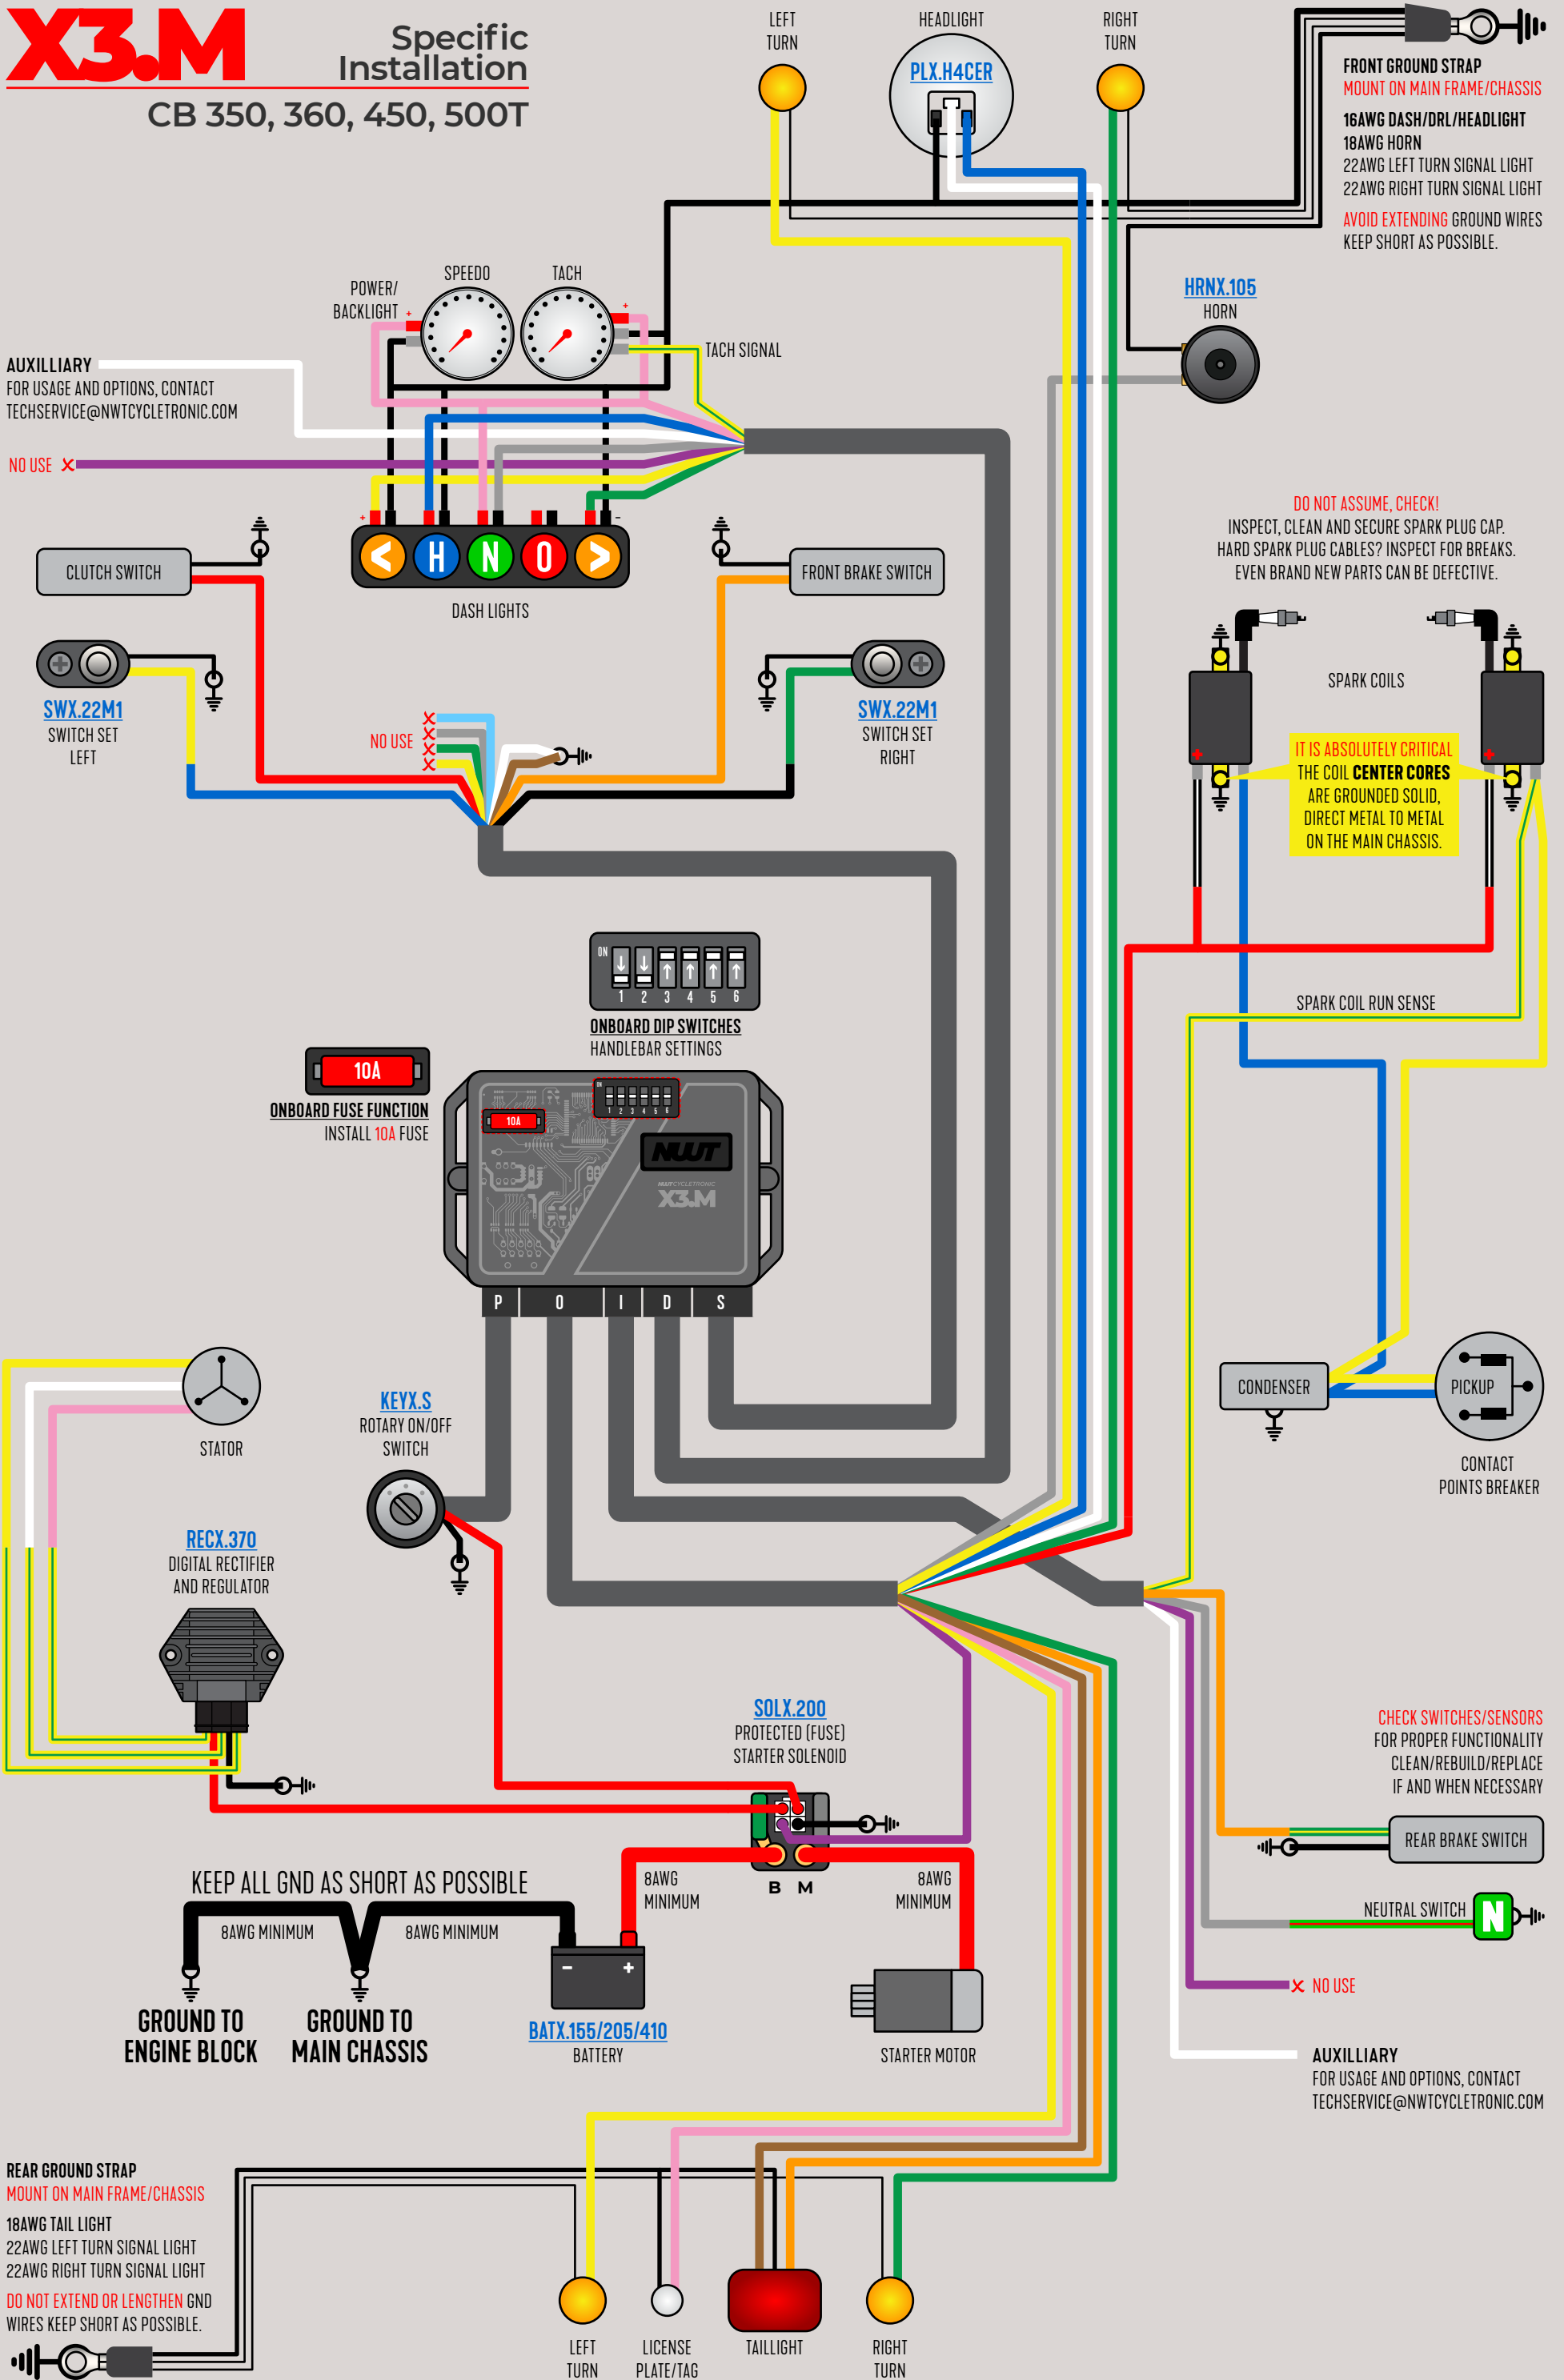 X3.M
Specific
Installation
CB 350, 360, 450, 500T
LEFT
TURN
HEADLIGHT
PLX.H4CER
RIGHT
TURN
FRONT GROUND STRAP
MOUNT ON MAIN FRAME/CHASSIS
16AWG DASH/DRL/HEADLIGHT
18AWG HORN
22AWG LEFT TURN SIGNAL LIGHT
22AWG RIGHT TURN SIGNAL LIGHT
AVOID EXTENDING GROUND WIRES
KEEP SHORT AS POSSIBLE.
HRNX.105
HORN
POWER/
BACKLIGHT
SPEEDO
TACH
+
+
TACH SIGNAL
AUXILLIARY
FOR USAGE AND OPTIONS, CONTACT
TECHSERVICE@NWTCYCLETRONIC.COM
NO USE X
+
-
< H N O >
DASH LIGHTS
CLUTCH SWITCH
FRONT BRAKE SWITCH
SWX.22M1
SWITCH SET
LEFT
SWX.22M1
SWITCH SET
RIGHT
NO USE
X
X
X
X
DO NOT ASSUME, CHECK!
INSPECT, CLEAN AND SECURE SPARK PLUG CAP.
HARD SPARK PLUG CABLES? INSPECT FOR BREAKS.
EVEN BRAND NEW PARTS CAN BE DEFECTIVE.
SPARK COILS
+
+
IT IS ABSOLUTELY CRITICAL
THE COIL CENTER CORES
ARE GROUNDED SOLID,
DIRECT METAL TO METAL
ON THE MAIN CHASSIS.
SPARK COIL RUN SENSE
ON
1 2 3 4 5 6
ONBOARD DIP SWITCHES
HANDLEBAR SETTINGS
10A
ONBOARD FUSE FUNCTION
INSTALL 10A FUSE
10A
ON
1 2 3 4 5 6
NWT
NWTCYCLETRONIC
X3.M
P O I D S
STATOR
KEYX.S
ROTARY ON/OFF
SWITCH
CONDENSER
PICKUP
CONTACT
POINTS BREAKER
RECX.370
DIGITAL RECTIFIER
AND REGULATOR
SOLX.200
PROTECTED (FUSE)
STARTER SOLENOID
B M
8AWG
MINIMUM
8AWG
MINIMUM
CHECK SWITCHES/SENSORS
FOR PROPER FUNCTIONALITY
CLEAN/REBUILD/REPLACE
IF AND WHEN NECESSARY
REAR BRAKE SWITCH
NEUTRAL SWITCH
N
X NO USE
KEEP ALL GND AS SHORT AS POSSIBLE
8AWG MINIMUM
8AWG MINIMUM
GROUND TO
ENGINE BLOCK
GROUND TO
MAIN CHASSIS
- +
BATX.155/205/410
BATTERY
STARTER MOTOR
AUXILLIARY
FOR USAGE AND OPTIONS, CONTACT
TECHSERVICE@NWTCYCLETRONIC.COM
REAR GROUND STRAP
MOUNT ON MAIN FRAME/CHASSIS
18AWG TAIL LIGHT
22AWG LEFT TURN SIGNAL LIGHT
22AWG RIGHT TURN SIGNAL LIGHT
DO NOT EXTEND OR LENGTHEN GND
WIRES KEEP SHORT AS POSSIBLE.
LEFT
TURN
LICENSE
PLATE/TAG
TAILLIGHT
RIGHT
TURN